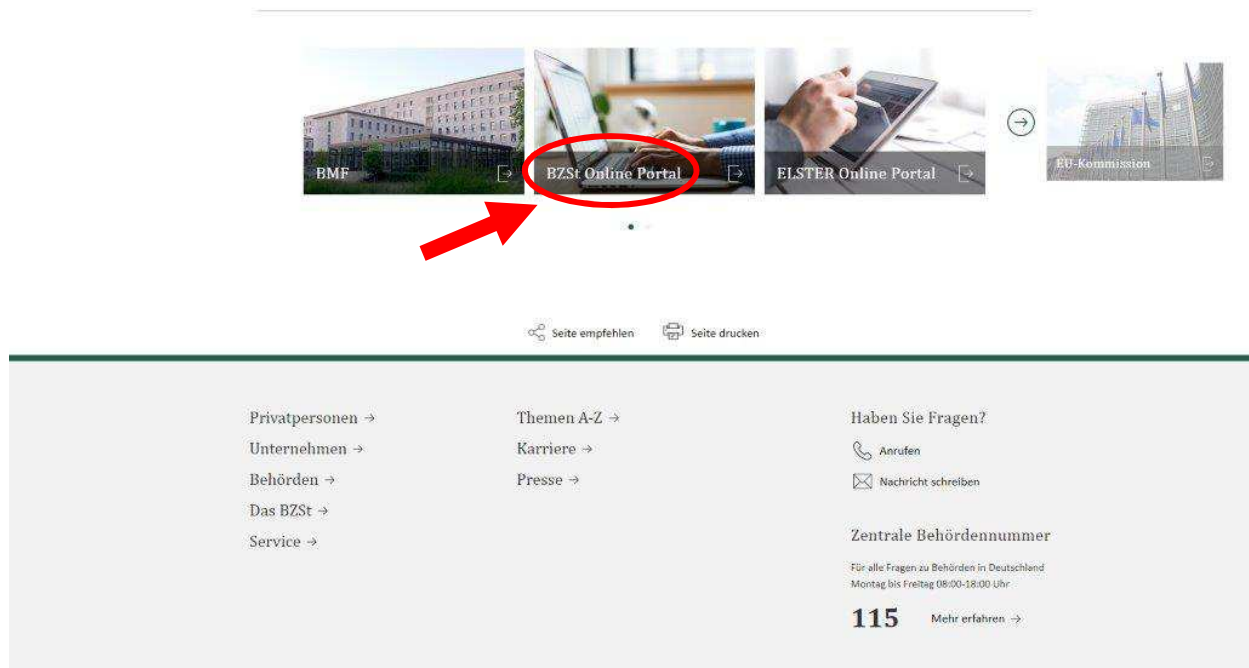 BMF
BZSt Online Portal
ELSTER Online Portal
EU-Kommission
Seite empfehlen
Seite drucken
Privatpersonen →
Unternehmen →
Behörden →
Das BZSt →
Service →
Themen A-Z →
Karriere →
Presse →
Haben Sie Fragen?
Anrufen
Nachricht schreiben
Zentrale Behördennummer
Für alle Fragen zu Behörden in Deutschland
Montag bis Freitag 08:00-18:00 Uhr
115 Mehr erfahren →